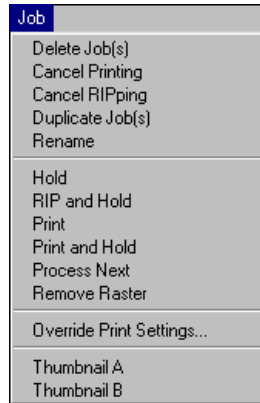 Job
Delete Job(s)
Cancel Printing
Cancel RIPping
Duplicate Job(s)
Rename
Hold
RIP and Hold
Print
Print and Hold
Process Next
Remove Raster
Override Print Settings...
Thumbnail A
Thumbnail B